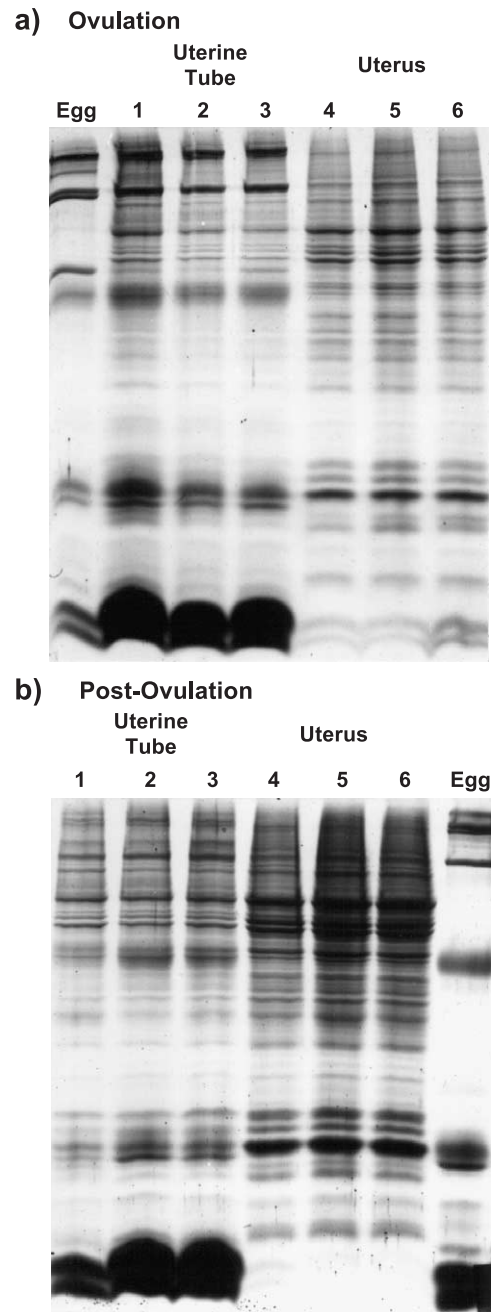 a) Ovulation
Uterine
Tube
Uterus
Egg 1 2 3 4 5 6
b) Post-Ovulation
Uterine
Tube
Uterus
1 2 3 4 5 6 Egg